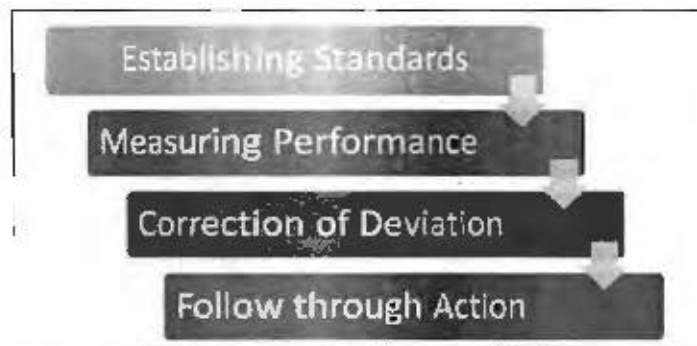 Establishing Standards
Measuring Performance
Correction of Deviation
Follow through Action